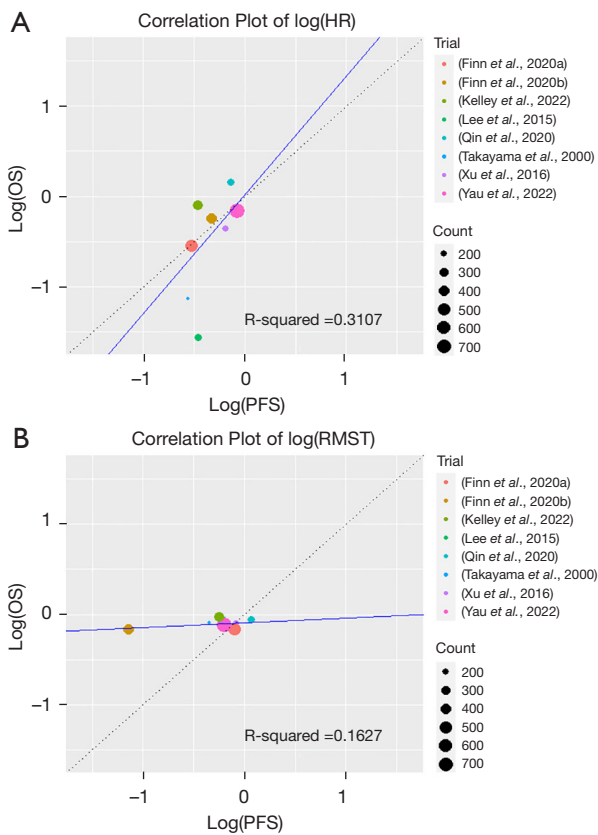 A
Correlation Plot of log(HR)
Log(OS)
1
0
−1
−1
0
1
Log(PFS)
R-squared =0.3107
Trial
(Finn et al., 2020a)
(Finn et al., 2020b)
(Kelley et al., 2022)
(Lee et al., 2015)
(Qin et al., 2020)
(Takayama et al., 2000)
(Xu et al., 2016)
(Yau et al., 2022)
Count
200
300
400
500
600
700
B
Correlation Plot of log(RMST)
Log(OS)
1
0
−1
−1
0
1
Log(PFS)
R-squared =0.1627
Trial
(Finn et al., 2020a)
(Finn et al., 2020b)
(Kelley et al., 2022)
(Lee et al., 2015)
(Qin et al., 2020)
(Takayama et al., 2000)
(Xu et al., 2016)
(Yau et al., 2022)
Count
200
300
400
500
600
700